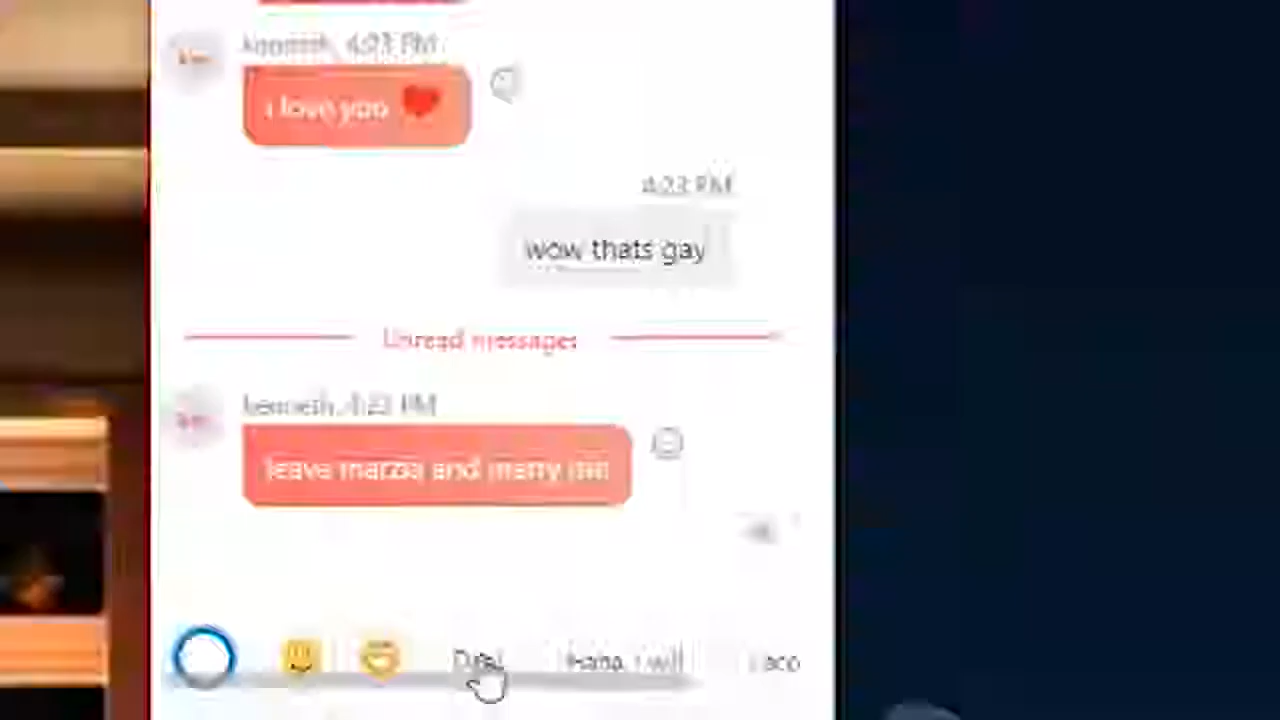 kenneth, 4:23 PM
i love you
4:23 PM
wow thats gay
Unread messages
kenneth, 4:23 PM
leave marzia and marry me
Haha, I will